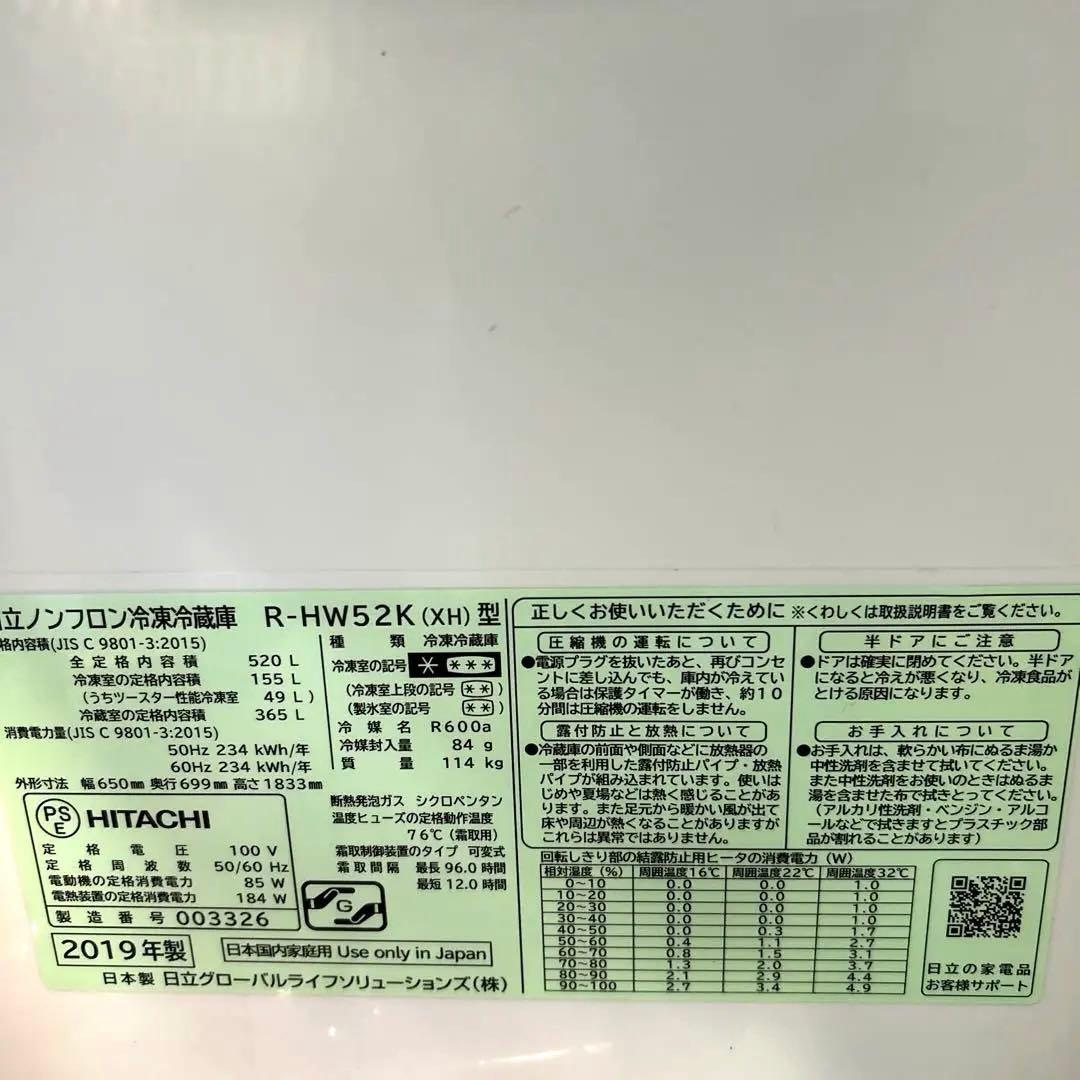 立ノンフロン冷凍冷蔵庫 R-HW52K(XH)型
格内容積(JIS C 9801-3:2015)
全定格内容積 520 L
冷凍室の定格内容積 155 L
(うちツースター性能冷凍室 49 L)
冷蔵室の定格内容積 365 L
消費電力量(JIS C 9801-3:2015)
50Hz 234 kWh/年
60Hz 234 kWh/年
外形寸法 幅650mm 奥行699mm 高さ1833mm
種類 冷凍冷蔵庫
冷凍室の記号 * ***
(冷凍室上段の記号 **)
(製氷室の記号 **)
冷媒名 R600a
冷媒封入量 84 g
質量 114 kg
PSE HITACHI
定格電圧 100 V
定格周波数 50/60 Hz
電動機の定格消費電力 85 W
電熱装置の定格消費電力 184 W
製造番号 003326
断熱発泡ガス シクロペンタン
温度ヒューズの定格動作温度
76℃(霜取用)
霜取制御装置のタイプ 可変式
霜取間隔 最長 96.0 時間
最短 12.0 時間
G
2019年製
日本国内家庭用 Use only in Japan
日本製 日立グローバルライフソリューションズ(株)
正しくお使いいただくために ※くわしくは取扱説明書をご覧ください。
圧縮機の運転について
●電源プラグを抜いたあと、再びコンセ
ントに差し込んでも、庫内が冷えてい
る場合は保護タイマーが働き、約10
分間は圧縮機の運転をしません。
露付防止と放熱について
●冷蔵庫の前面や側面などに放熱器の
一部を利用した露付防止パイプ・放熱
パイプが組み込まれています。使いは
じめや夏場などは熱く感じることがあ
ります。また足元から暖かい風が出て
床や周辺が熱くなることがありますが
これらは異常ではありません。
半ドアにご注意
●ドアは確実に閉めてください。半ドア
になると冷えが悪くなり、冷凍食品が
とける原因になります。
お手入れについて
●お手入れは、軟らかい布にぬるま湯か
中性洗剤を含ませて拭いてください。
また中性洗剤をお使いのときはぬるま
湯を含ませた布で拭きとってください。
(アルカリ性洗剤・ベンジン・アルコ
ールなどで拭きますとプラスチック部
品が割れることがあります)
回転しきり部の結露防止用ヒータの消費電力(W)
相対湿度(%) 周囲温度16℃ 周囲温度22℃ 周囲温度32℃
0~10 0.0 0.0 1.0
10~20 0.0 0.0 1.0
20~30 0.0 0.0 1.0
30~40 0.0 0.0 1.0
40~50 0.0 0.3 1.7
50~60 0.4 1.1 2.7
60~70 0.8 1.5 3.1
70~80 1.3 2.0 3.7
80~90 2.1 2.9 4.4
90~100 2.7 3.4 4.9
日立の家電品
お客様サポート